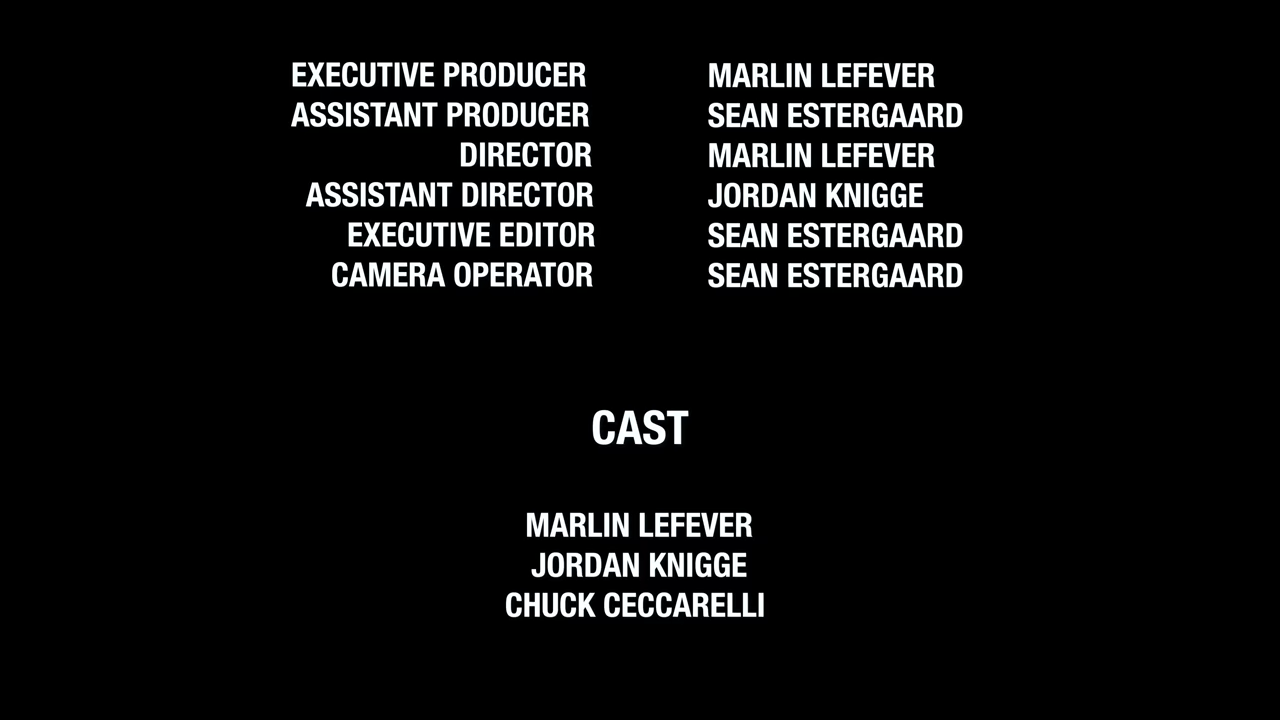 EXECUTIVE PRODUCER MARLIN LEFEVER
ASSISTANT PRODUCER SEAN ESTERGAARD
DIRECTOR MARLIN LEFEVER
ASSISTANT DIRECTOR JORDAN KNIGGE
EXECUTIVE EDITOR SEAN ESTERGAARD
CAMERA OPERATOR SEAN ESTERGAARD
CAST
MARLIN LEFEVER
JORDAN KNIGGE
CHUCK CECCARELLI